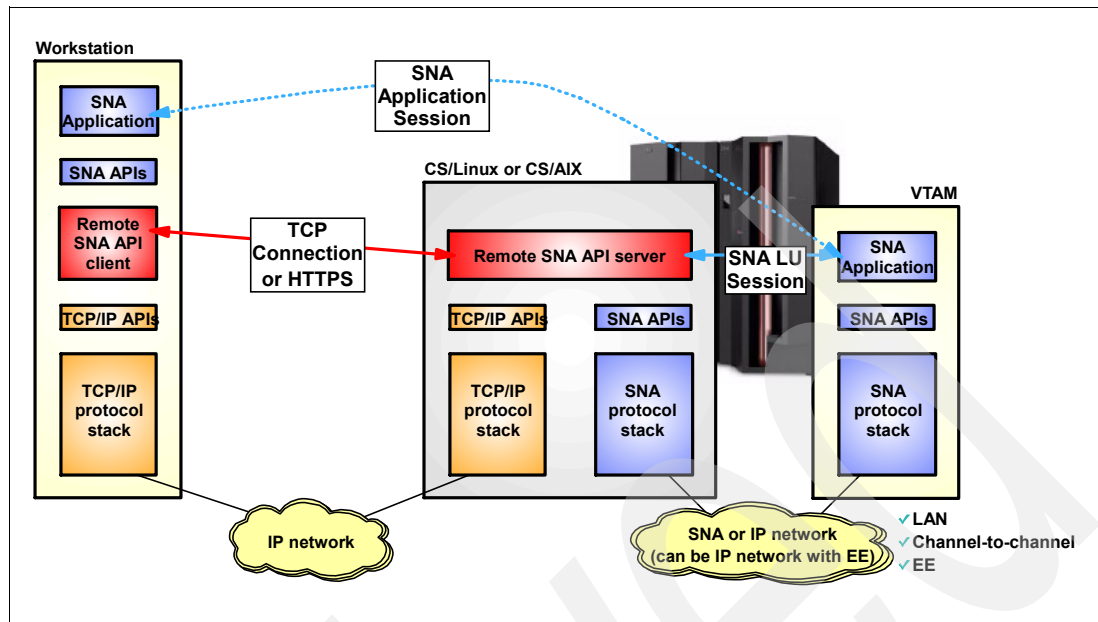 Workstation
SNA
Application
SNA APIs
Remote
SNA API
client
TCP/IP APIs
TCP/IP
protocol
stack
SNA
Application
Session
TCP
Connection
or HTTPS
IP network
CS/Linux or CS/AIX
Remote SNA API server
TCP/IP APIs
SNA APIs
TCP/IP
protocol
stack
SNA
protocol
stack
SNA LU
Session
VTAM
SNA
Application
SNA APIs
SNA
protocol
stack
SNA or IP network
(can be IP network with EE)
LAN
Channel-to-channel
EE